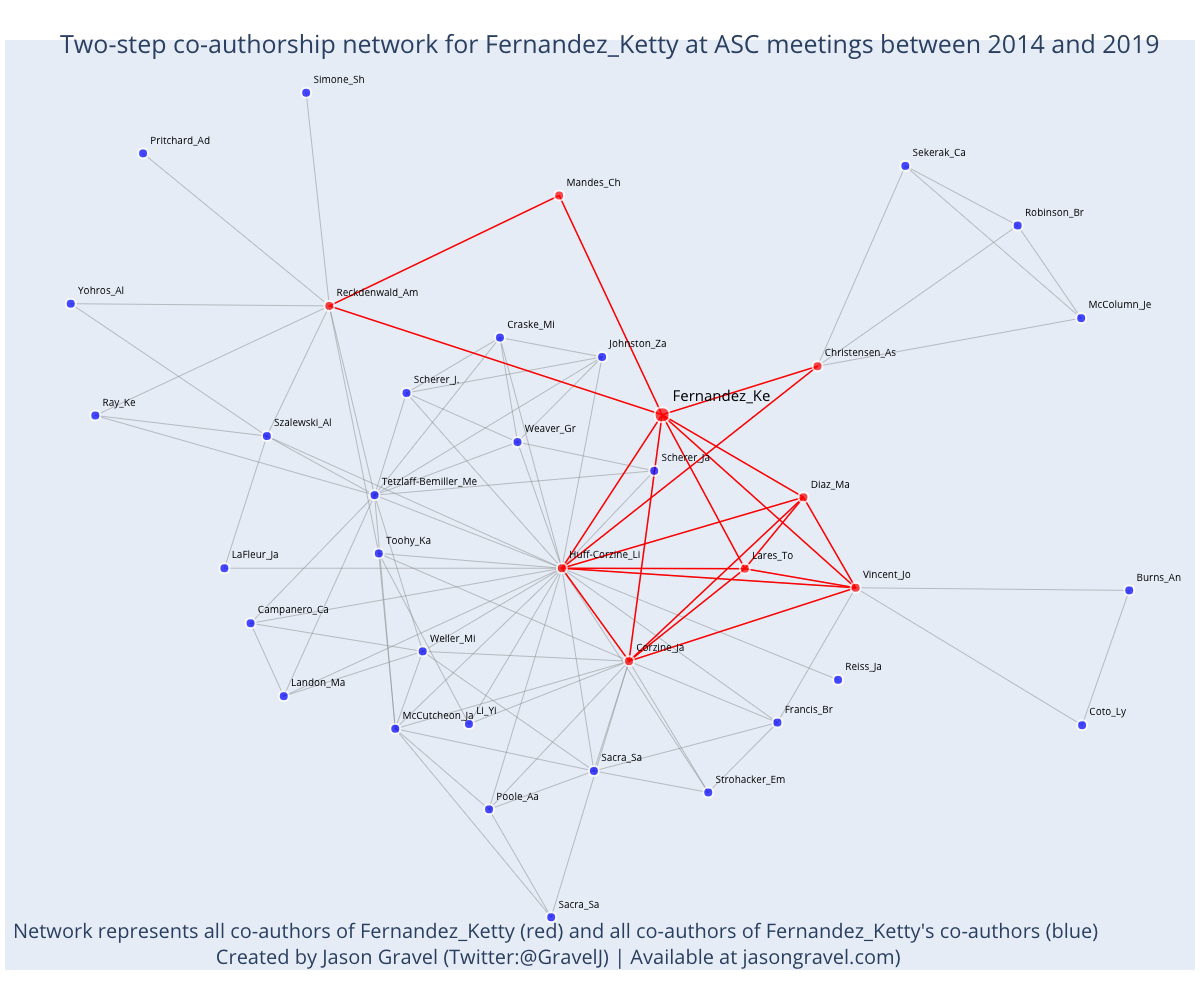 Two-step co-authorship network for Fernandez_Ketty at ASC meetings between 2014 and 2019
Simone_Sh
Pritchard_Ad
Sekerak_Ca
Mandes_Ch
Robinson_Br
Yohros_Al
Reckdenwald_Am
McColumn_Je
Craske_Mi
Johnston_Za
Christensen_As
Scherer_J.
Fernandez_Ke
Ray_Ke
Szalewski_Al
Weaver_Gr
Scherer_Ja
Tetzlaff-Bemiller_Me
Diaz_Ma
Toohy_Ka
LaFleur_Ja
Huff-Corzine_Li
Lares_To
Vincent_Jo
Burns_An
Campanero_Ca
Weller_Mi
Corzine_Ja
Reiss_Ja
Landon_Ma
McCutcheon_Ja
Li_Yi
Francis_Br
Coto_Ly
Sacra_Sa
Strohacker_Em
Poole_Aa
Sacra_Sa
Network represents all co-authors of Fernandez_Ketty (red) and all co-authors of Fernandez_Ketty's co-authors (blue)
Created by Jason Gravel (Twitter:@GravelJ) | Available at jasongravel.com)